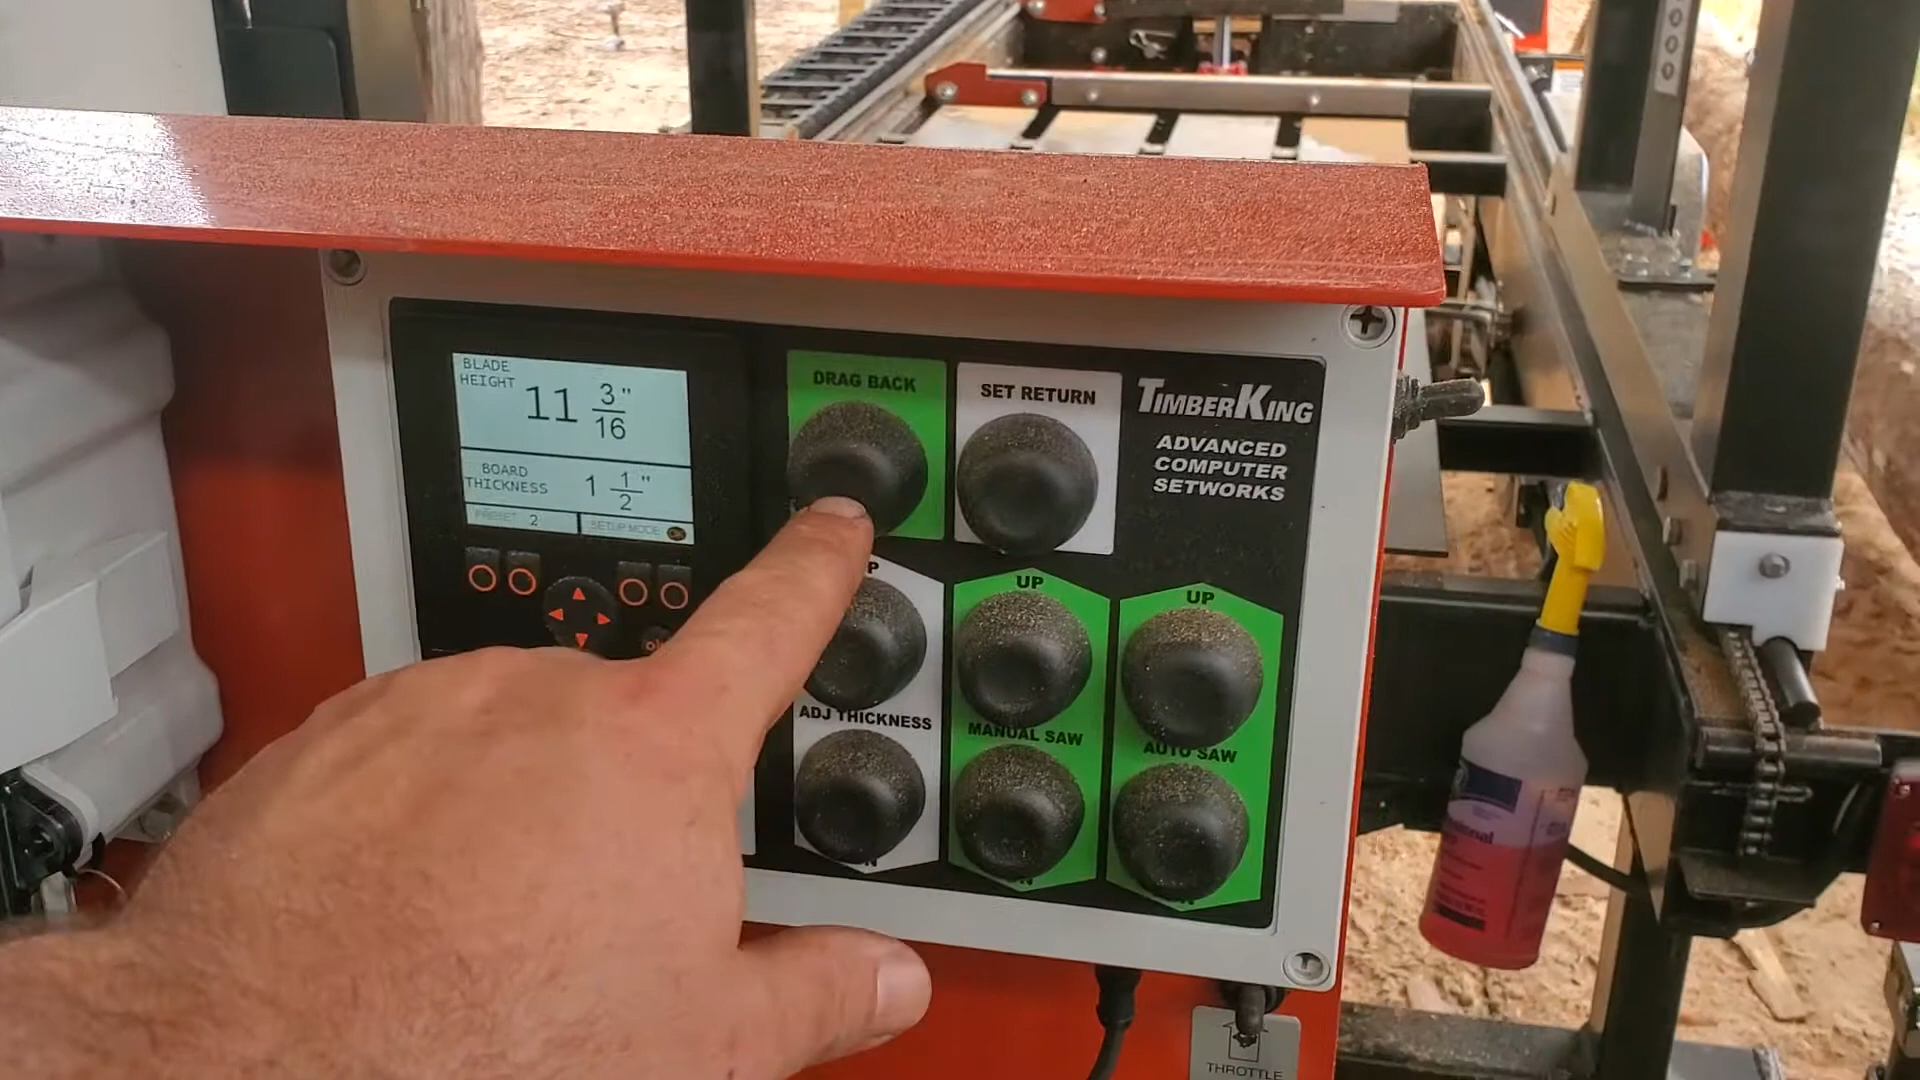 BLADE
HEIGHT
11 3/16"
BOARD
THICKNESS
1 1/2"
PRESET 2
SETUP MODE OK
DRAG BACK
SET RETURN
TIMBERKING
ADVANCED
COMPUTER
SETWORKS
UP
UP
ADJ THICKNESS
MANUAL SAW
AUTO SAW
THROTTLE